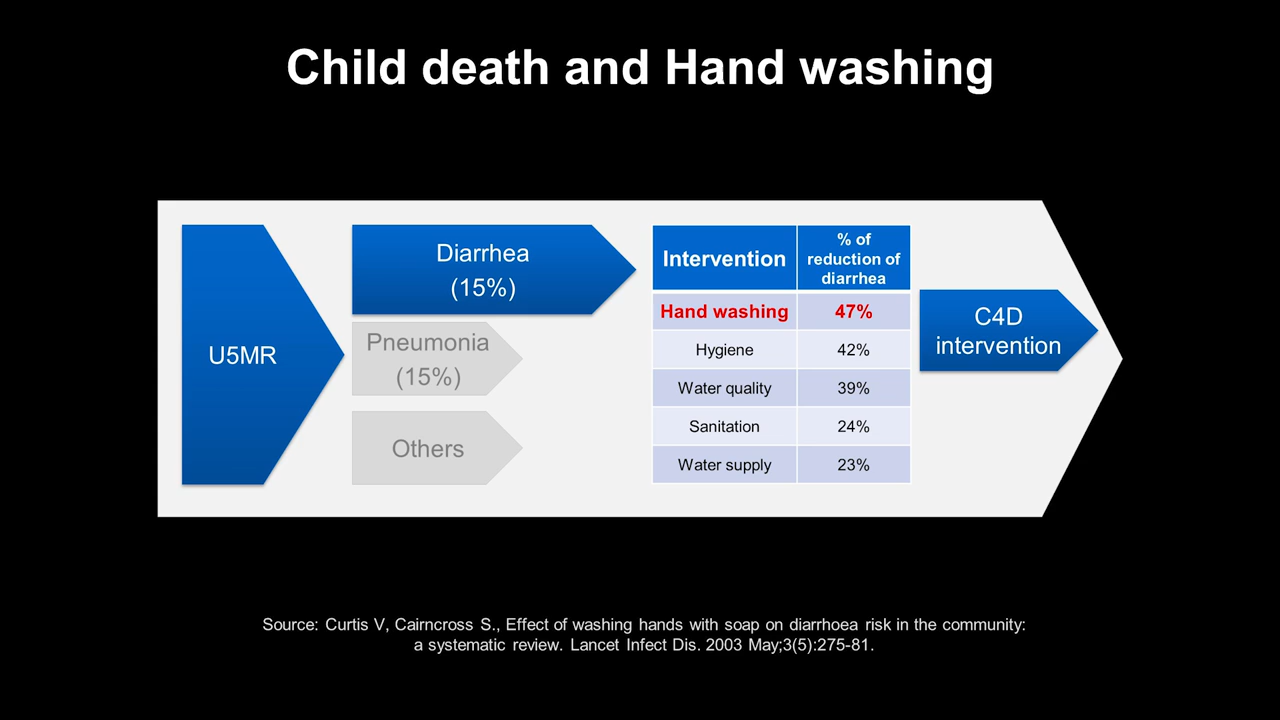 Child death and Hand washing
U5MR
Diarrhea
(15%)
Pneumonia
(15%)
Others
Intervention
% of
reduction of
diarrhea
Hand washing 47%
Hygiene 42%
Water quality 39%
Sanitation 24%
Water supply 23%
C4D
intervention
Source: Curtis V, Cairncross S., Effect of washing hands with soap on diarrhoea risk in the community:
a systematic review. Lancet Infect Dis. 2003 May;3(5):275-81.